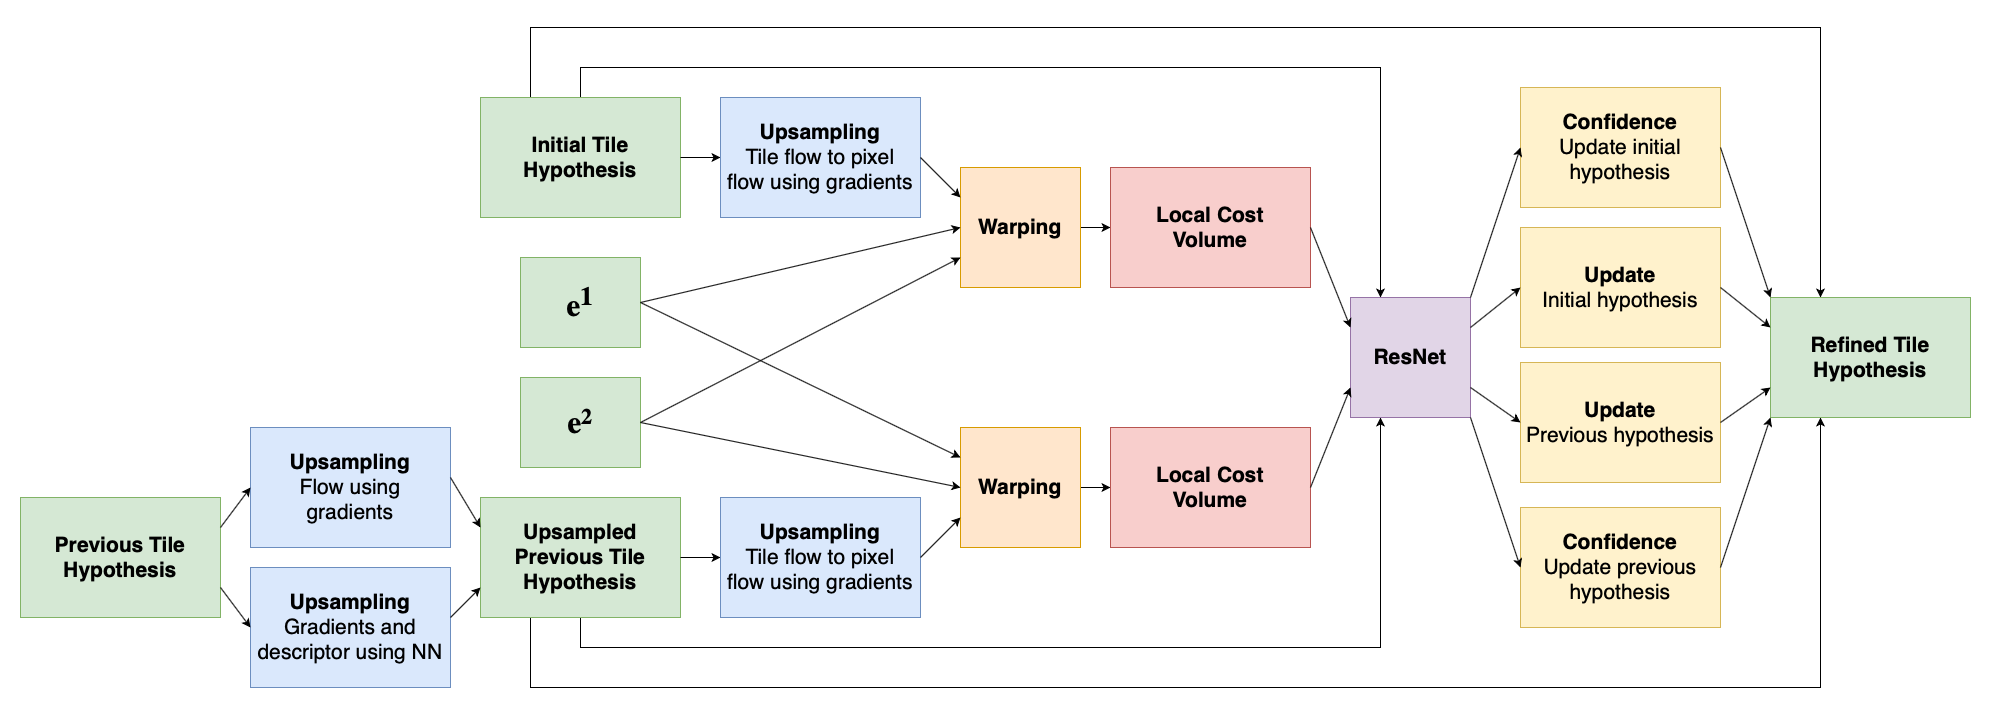 Initial Tile
Hypothesis
Upsampling
Tile flow to pixel
flow using gradients
Warping
Local Cost
Volume
e¹
e²
Previous Tile
Hypothesis
Upsampling
Flow using
gradients
Upsampling
Gradients and
descriptor using NN
Upsampled
Previous Tile
Hypothesis
Upsampling
Tile flow to pixel
flow using gradients
Warping
Local Cost
Volume
ResNet
Confidence
Update initial
hypothesis
Update
Initial hypothesis
Update
Previous hypothesis
Confidence
Update previous
hypothesis
Refined Tile
Hypothesis